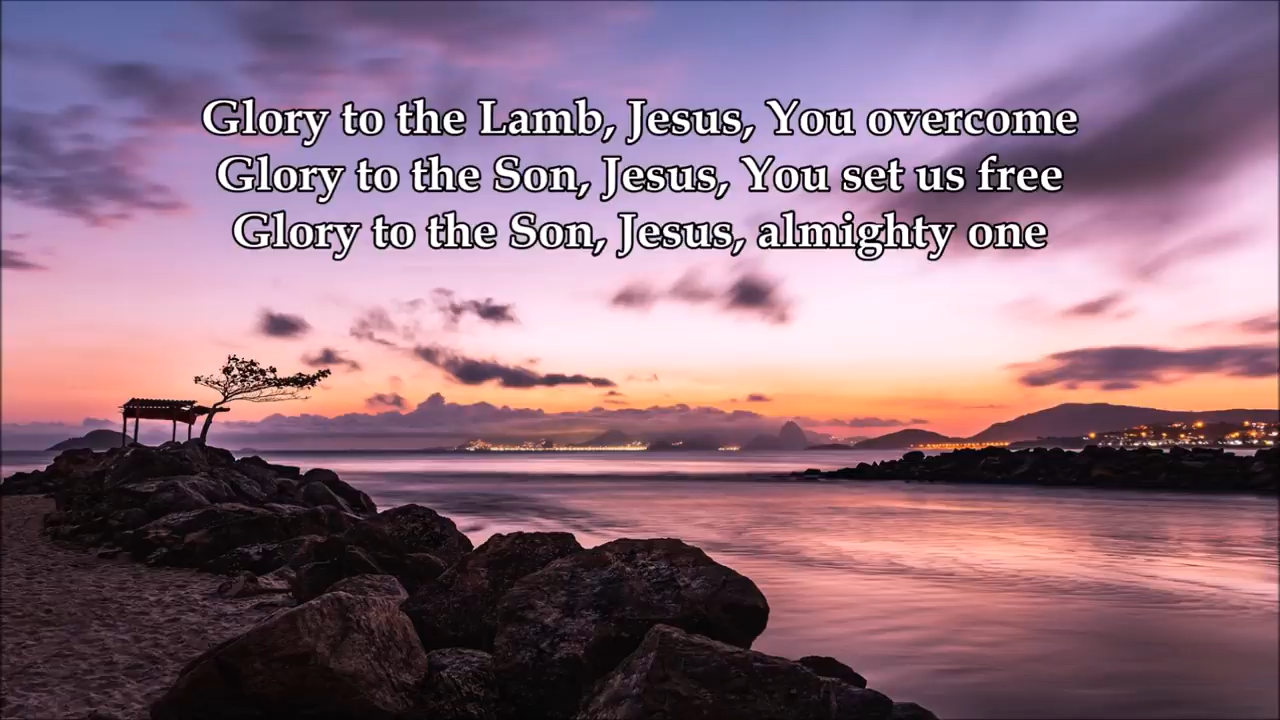 Glory to the Lamb, Jesus, You overcome
Glory to the Son, Jesus, You set us free
Glory to the Son, Jesus, almighty one